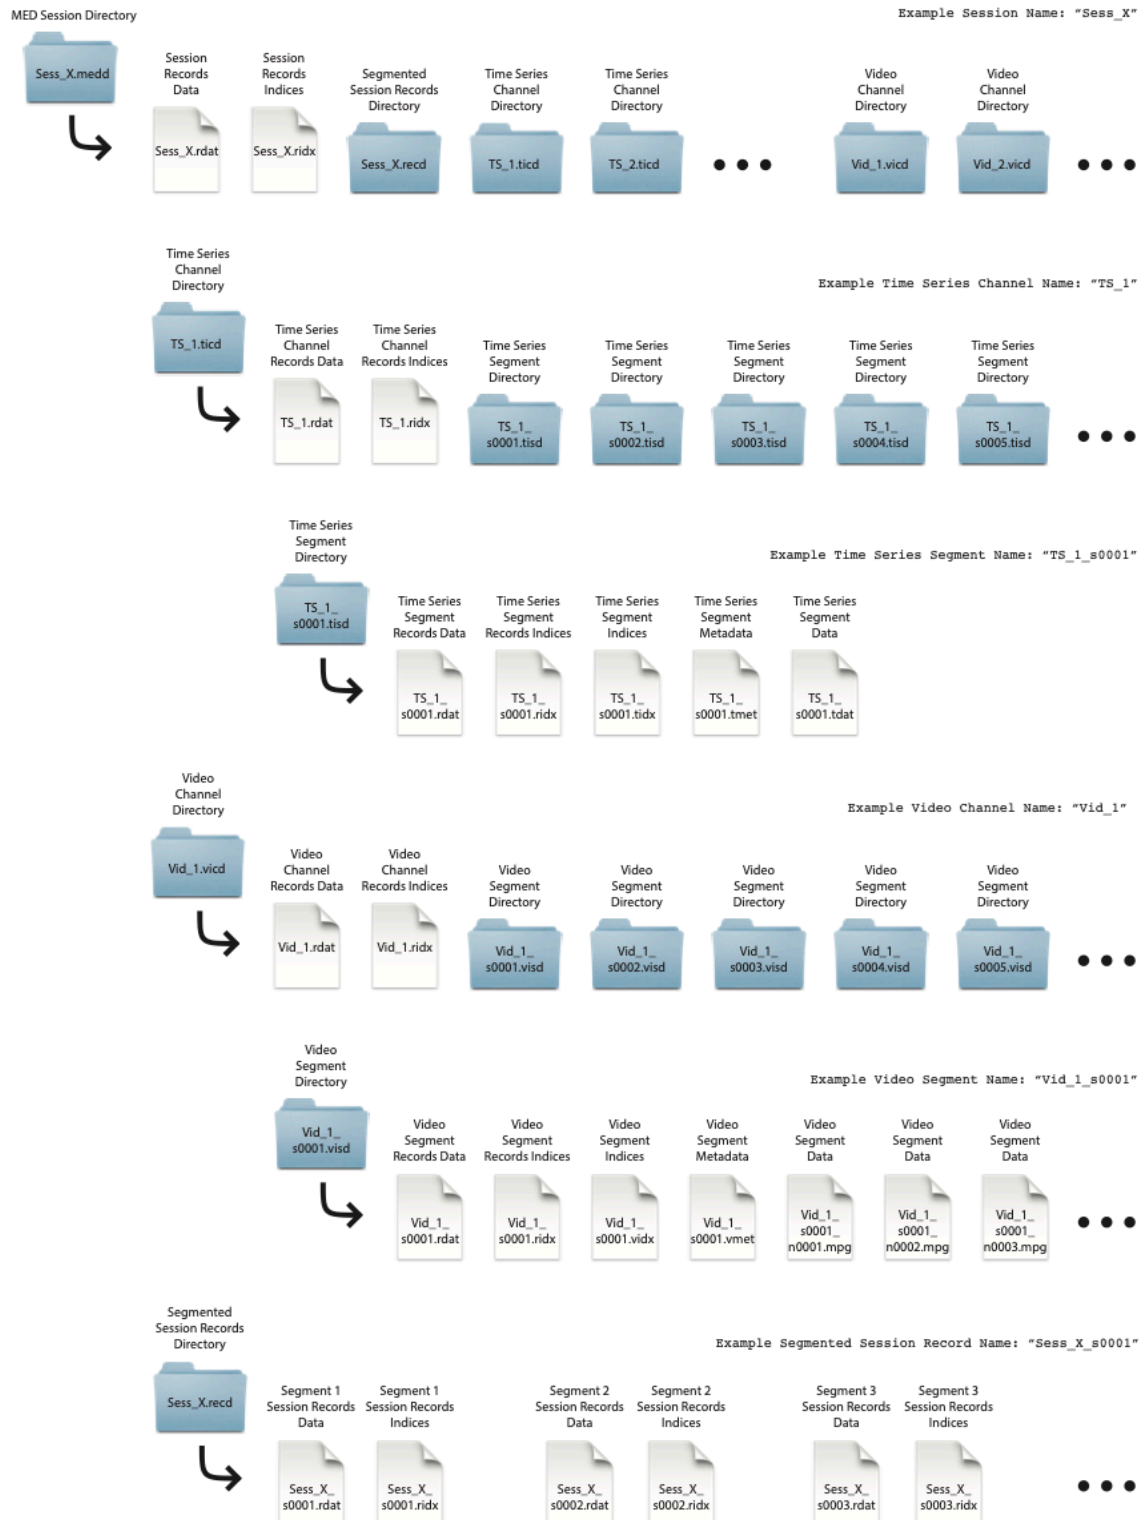 MED Session Directory
Example Session Name: "Sess_X"
Sess_X.medd
Session
Records
Data
Session
Records
Indices
Segmented
Session Records
Directory
Time Series
Channel
Directory
Time Series
Channel
Directory
Video
Channel
Directory
Video
Channel
Directory
Sess_X.rdat
Sess_X.ridx
Sess_X.recd
TS_1.ticd
TS_2.ticd
Vid_1.vicd
Vid_2.vicd
Time Series
Channel
Directory
Example Time Series Channel Name: "TS_1"
TS_1.ticd
Time Series
Channel
Records Data
Time Series
Channel
Records Indices
Time Series
Segment
Directory
Time Series
Segment
Directory
Time Series
Segment
Directory
Time Series
Segment
Directory
Time Series
Segment
Directory
TS_1.rdat
TS_1.ridx
TS_1_
s0001.tisd
TS_1_
s0002.tisd
TS_1_
s0003.tisd
TS_1_
s0004.tisd
TS_1_
s0005.tisd
Time Series
Segment
Directory
Example Time Series Segment Name: "TS_1_s0001"
TS_1_
s0001.tisd
Time Series
Segment
Records Data
Time Series
Segment
Records Indices
Time Series
Segment
Indices
Time Series
Segment
Metadata
Time Series
Segment
Data
TS_1_
s0001.rdat
TS_1_
s0001.ridx
TS_1_
s0001.tidx
TS_1_
s0001.tmet
TS_1_
s0001.tdat
Video
Channel
Directory
Example Video Channel Name: "Vid_1"
Vid_1.vicd
Video
Channel
Records Data
Video
Channel
Records Indices
Video
Segment
Directory
Video
Segment
Directory
Video
Segment
Directory
Video
Segment
Directory
Video
Segment
Directory
Vid_1.rdat
Vid_1.ridx
Vid_1_
s0001.visd
Vid_1_
s0002.visd
Vid_1_
s0003.visd
Vid_1_
s0004.visd
Vid_1_
s0005.visd
Video
Segment
Directory
Example Video Segment Name: "Vid_1_s0001"
Vid_1_
s0001.visd
Video
Segment
Records Data
Video
Segment
Records Indices
Video
Segment
Indices
Video
Segment
Metadata
Video
Segment
Data
Video
Segment
Data
Video
Segment
Data
Vid_1_
s0001.rdat
Vid_1_
s0001.ridx
Vid_1_
s0001.vidx
Vid_1_
s0001.vmet
Vid_1_
s0001_
n0001.mpg
Vid_1_
s0001_
n0002.mpg
Vid_1_
s0001_
n0003.mpg
Segmented
Session Records
Directory
Example Segmented Session Record Name: "Sess_X_s0001"
Sess_X.recd
Segment 1
Session Records
Data
Segment 1
Session Records
Indices
Segment 2
Session Records
Data
Segment 2
Session Records
Indices
Segment 3
Session Records
Data
Segment 3
Session Records
Indices
Sess_X_
s0001.rdat
Sess_X_
s0001.ridx
Sess_X_
s0002.rdat
Sess_X_
s0002.ridx
Sess_X_
s0003.rdat
Sess_X_
s0003.ridx